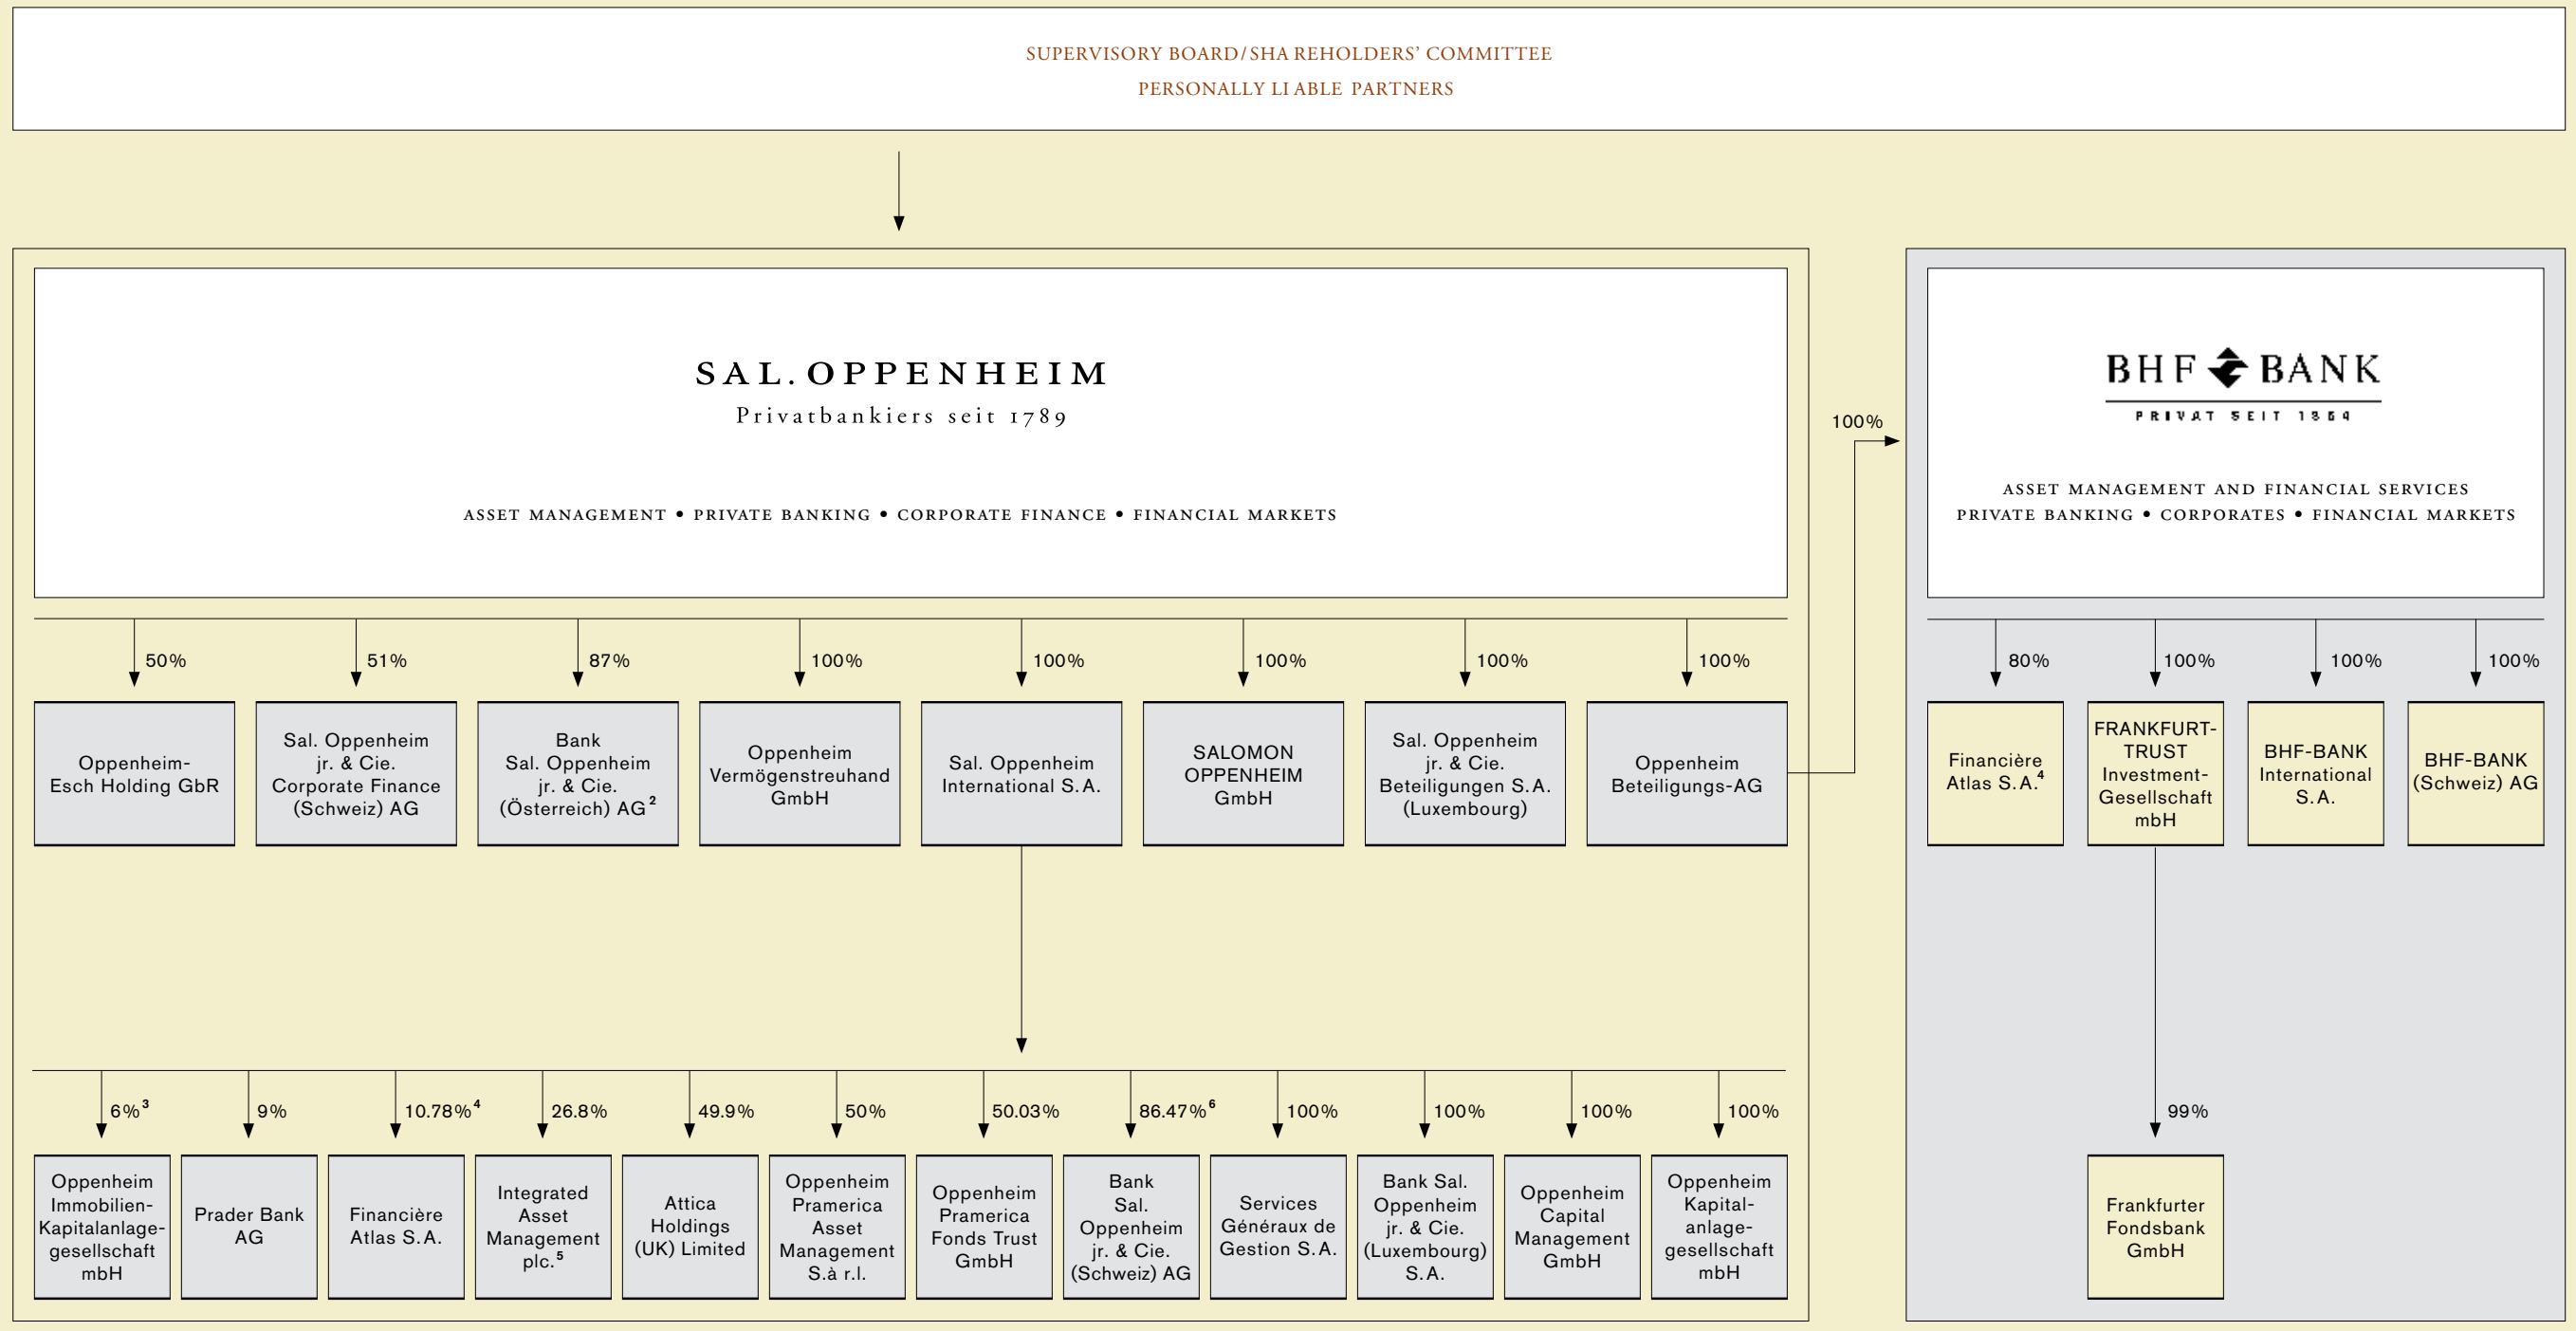 SUPERVISORY BOARD/SHAREHOLDERS’ COMMITTEE
PERSONALLY LIABLE PARTNERS
SAL. OPPENHEIM
Privatbankiers seit 1789
ASSET MANAGEMENT • PRIVATE BANKING • CORPORATE FINANCE • FINANCIAL MARKETS
100%
BHF BANK
PRIVAT SEIT 1854
ASSET MANAGEMENT AND FINANCIAL SERVICES
PRIVATE BANKING • CORPORATES • FINANCIAL MARKETS
50%
51%
87%
100%
100%
100%
100%
100%
80%
100%
100%
100%
Oppenheim-
Esch Holding GbR
Sal. Oppenheim
jr. & Cie.
Corporate Finance
(Schweiz) AG
Bank
Sal. Oppenheim
jr. & Cie.
(Österreich) AG²
Oppenheim
Vermögenstreuhand
GmbH
Sal. Oppenheim
International S.A.
SALOMON
OPPENHEIM
GmbH
Sal. Oppenheim
jr. & Cie.
Beteiligungen S.A.
(Luxembourg)
Oppenheim
Beteiligungs-AG
Financière
Atlas S.A.⁴
FRANKFURT-
TRUST
Investment-
Gesellschaft
mbH
BHF-BANK
International
S.A.
BHF-BANK
(Schweiz) AG
6%³
9%
10.78%⁴
26.8%
49.9%
50%
50.03%
86.47%⁶
100%
100%
100%
100%
99%
Oppenheim
Immobilien-
Kapitalanlage-
gesellschaft
mbH
Prader Bank
AG
Financière
Atlas S.A.
Integrated
Asset
Management
plc.⁵
Attica
Holdings
(UK) Limited
Oppenheim
Pramerica
Asset
Management
S.à r.l.
Oppenheim
Pramerica
Fonds Trust
GmbH
Bank
Sal.
Oppenheim
jr. & Cie.
(Schweiz) AG
Services
Généraux de
Gestion S.A.
Bank Sal.
Oppenheim
jr. & Cie.
(Luxembourg)
S.A.
Oppenheim
Capital
Management
GmbH
Oppenheim
Kapital-
anlage-
gesellschaft
mbH
Frankfurter
Fondsbank
GmbH